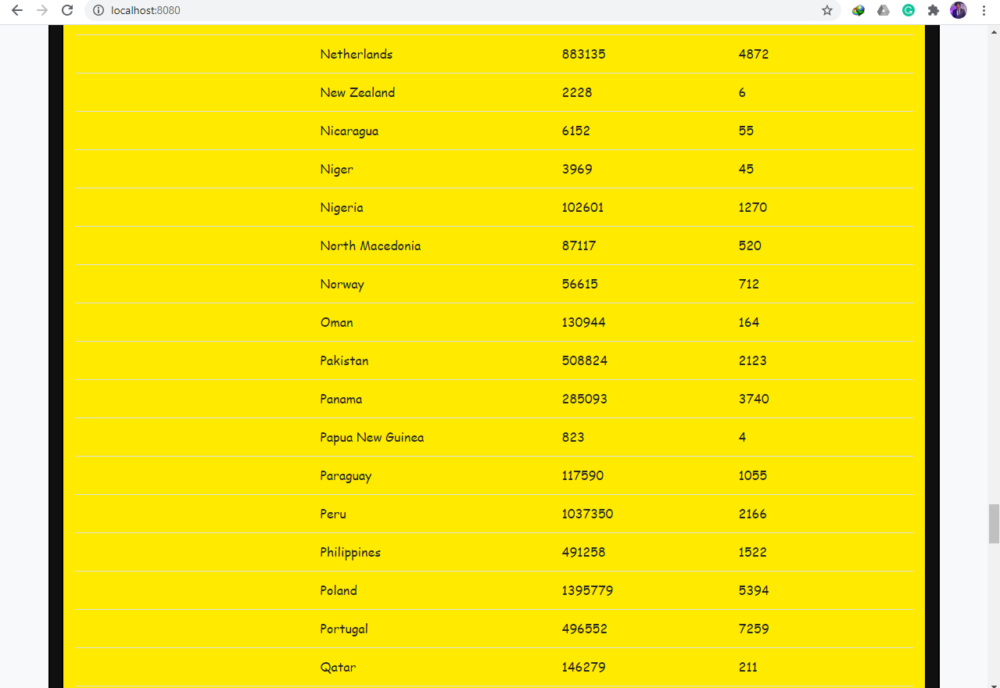 localhost:8080
Netherlands 883135 4872
New Zealand 2228 6
Nicaragua 6152 55
Niger 3969 45
Nigeria 102601 1270
North Macedonia 87117 520
Norway 56615 712
Oman 130944 164
Pakistan 508824 2123
Panama 285093 3740
Papua New Guinea 823 4
Paraguay 117590 1055
Peru 1037350 2166
Philippines 491258 1522
Poland 1395779 5394
Portugal 496552 7259
Qatar 146279 211